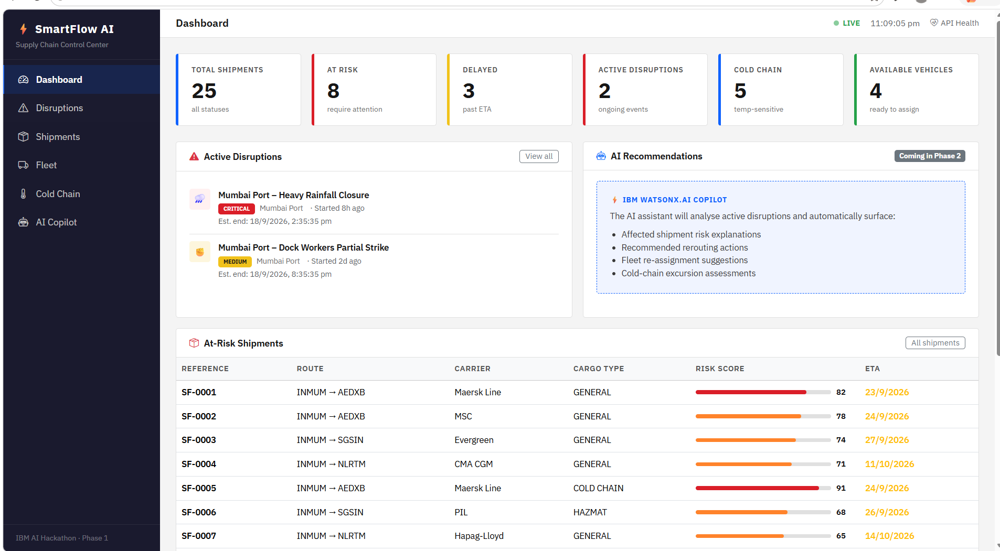 SmartFlow AI
Supply Chain Control Center
Dashboard
Disruptions
Shipments
Fleet
Cold Chain
AI Copilot
IBM AI Hackathon · Phase 1
Dashboard
LIVE 11:09:05 pm API Health
TOTAL SHIPMENTS
25
all statuses
AT RISK
8
require attention
DELAYED
3
past ETA
ACTIVE DISRUPTIONS
2
ongoing events
COLD CHAIN
5
temp-sensitive
AVAILABLE VEHICLES
4
ready to assign
Active Disruptions View all
Mumbai Port – Heavy Rainfall Closure
CRITICAL Mumbai Port · Started 8h ago
Est. end: 18/9/2026, 2:35:35 pm
Mumbai Port – Dock Workers Partial Strike
MEDIUM Mumbai Port · Started 2d ago
Est. end: 18/9/2026, 8:35:35 pm
AI Recommendations Coming in Phase 2
IBM WATSONX.AI COPILOT
The AI assistant will analyse active disruptions and automatically surface:
• Affected shipment risk explanations
• Recommended rerouting actions
• Fleet re-assignment suggestions
• Cold-chain excursion assessments
At-Risk Shipments All shipments
REFERENCE ROUTE CARRIER CARGO TYPE RISK SCORE ETA
SF-0001 INMUM → AEDXB Maersk Line GENERAL 82 23/9/2026
SF-0002 INMUM → AEDXB MSC GENERAL 78 24/9/2026
SF-0003 INMUM → SGSIN Evergreen GENERAL 74 27/9/2026
SF-0004 INMUM → NLRTM CMA CGM GENERAL 71 11/10/2026
SF-0005 INMUM → AEDXB Maersk Line COLD CHAIN 91 24/9/2026
SF-0006 INMUM → SGSIN PIL HAZMAT 68 26/9/2026
SF-0007 INMUM → NLRTM Hapag-Lloyd GENERAL 65 14/10/2026